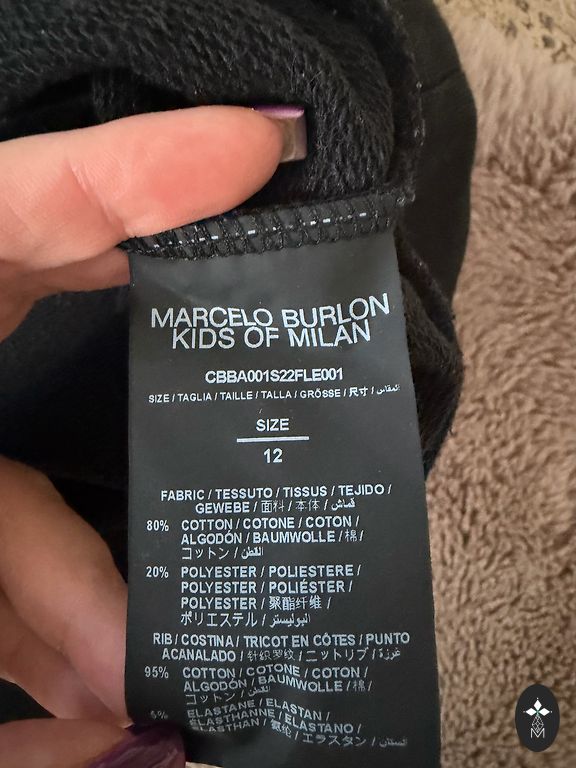 MARCELO BURLON
KIDS OF MILAN
CBBA001S22FLE001
SIZE / TAGLIA / TAILLE / TALLA / GRÖSSE / 尺寸 / المقاس
SIZE
12
FABRIC / TESSUTO / TISSUS / TEJIDO /
GEWEBE / 面料 / 本体 / قماش
80% COTTON / COTONE / COTON /
ALGODÓN / BAUMWOLLE / 棉 /
コットン / القطن
20% POLYESTER / POLIESTERE /
POLYESTER / POLIÉSTER /
POLYESTER / 聚酯纤维 /
ポリエステル / البوليستر
RIB / COSTINA / TRICOT EN CÔTES / PUNTO
ACANALADO / 针织罗纹 / ニットリブ / غرزة
95% COTTON / COTONE / COTON /
ALGODÓN / BAUMWOLLE / 棉 /
コットン / القطن
5% ELASTANE / ELASTAN /
ELASTHANNE / ELASTANO /
ELASTHAN / 氨纶 / エラスタン /
M